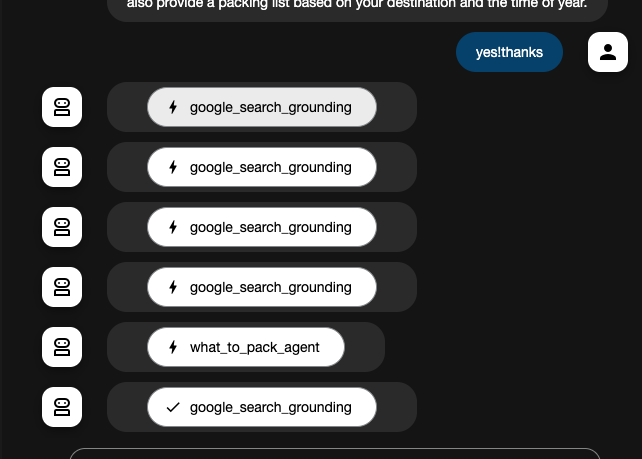 also provide a packing list based on your destination and the time of year.
yes!thanks
google_search_grounding
google_search_grounding
google_search_grounding
google_search_grounding
what_to_pack_agent
google_search_grounding